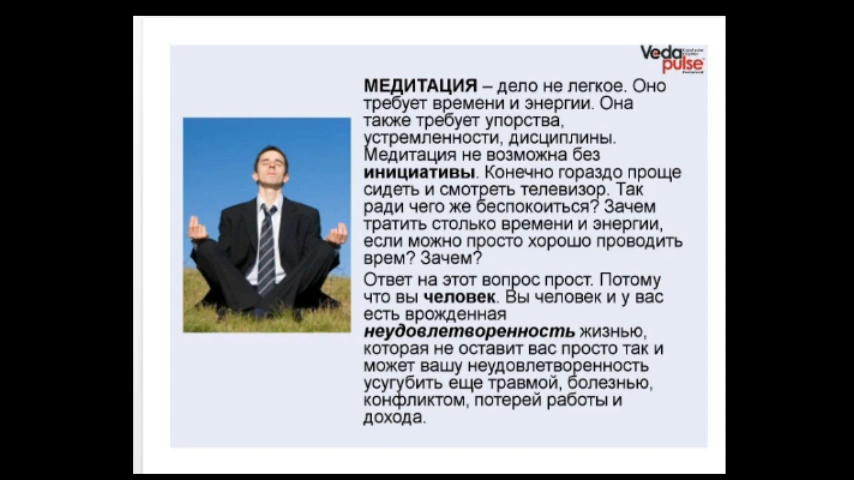 Veda
pulse
МЕДИТАЦИЯ – дело не легкое. Оно
требует времени и энергии. Она
также требует упорства,
устремленности, дисциплины.
Медитация не возможна без
инициативы. Конечно гораздо проще
сидеть и смотреть телевизор. Так
ради чего же беспокоиться? Зачем
тратить столько времени и энергии,
если можно просто хорошо проводить
врем? Зачем?
Ответ на этот вопрос прост. Потому
что вы человек. Вы человек и у вас
есть врожденная
неудовлетворенность жизнью,
которая не оставит вас просто так и
может вашу неудовлетворенность
усугубить еще травмой, болезнью,
конфликтом, потерей работы и
дохода.